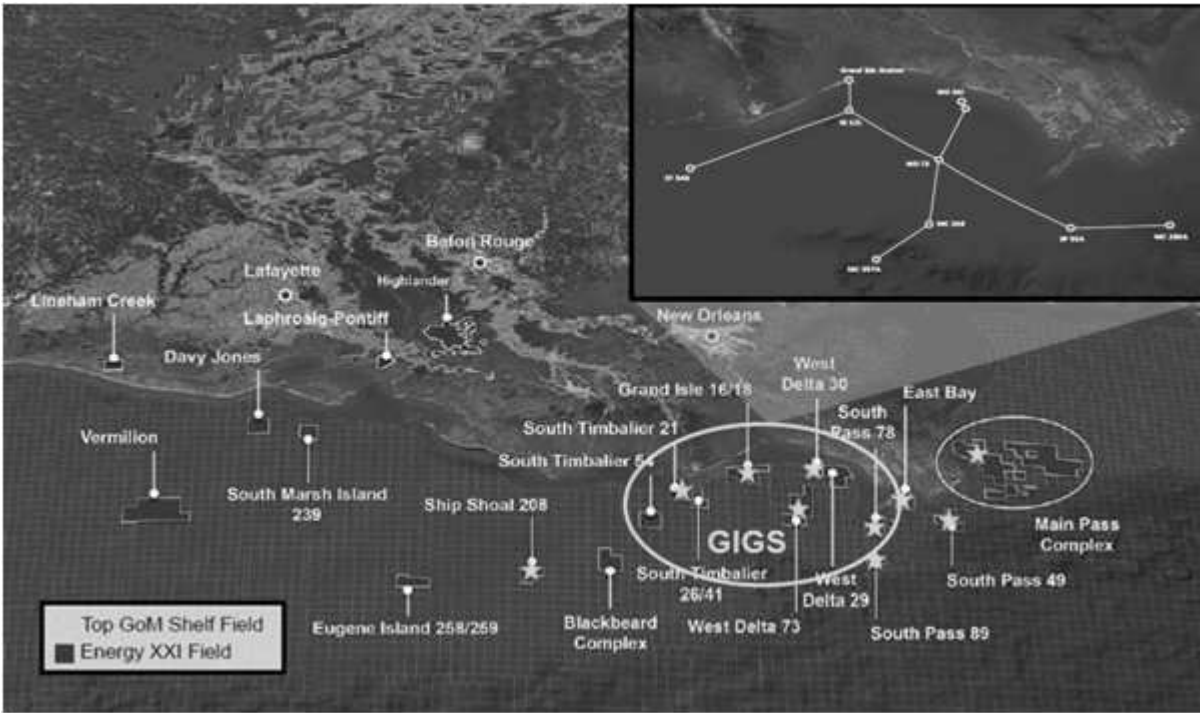 Baton Rouge
Lafayette
Highlander
Lineham Creek
Laphroaig-Pontiff
Davy Jones
New Orleans
West
Delta 30
Grand Isle 16/18
East Bay
South
Pass 78
South Timbalier 21
South Timbalier 54
Vermilion
South Marsh Island
239
Ship Shoal 208
GIGS
Main Pass
Complex
South Timbalier
26/41
West
Delta 29
South Pass 49
Top GoM Shelf Field
Energy XXI Field
Eugene Island 258/259
Blackbeard
Complex
West Delta 73
South Pass 89